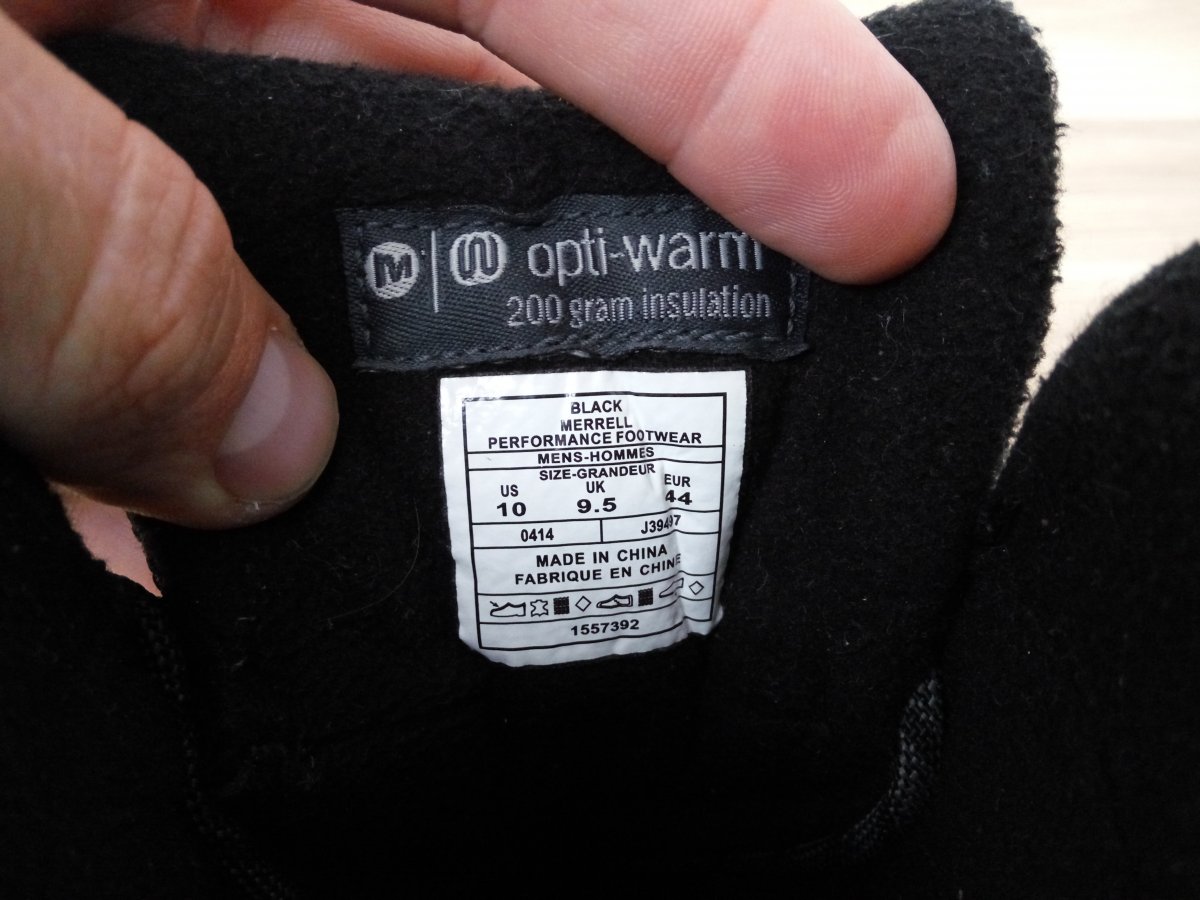 M opti-warm
200 gram insulation
BLACK
MERRELL
PERFORMANCE FOOTWEAR
MENS-HOMMES
SIZE-GRANDEUR
US UK EUR
10 9.5 44
0414 J39497
MADE IN CHINA
FABRIQUE EN CHINE
1557392